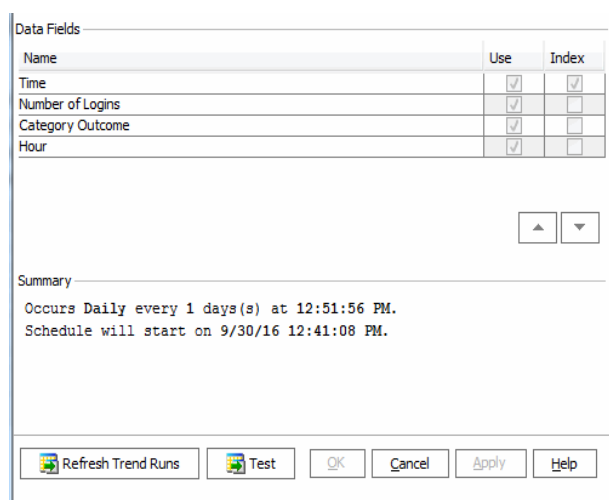 Data Fields
Name Use Index
Time
Number of Logins
Category Outcome
Hour
Summary
Occurs Daily every 1 days(s) at 12:51:56 PM.
Schedule will start on 9/30/16 12:41:08 PM.
Refresh Trend Runs Test OK Cancel Apply Help